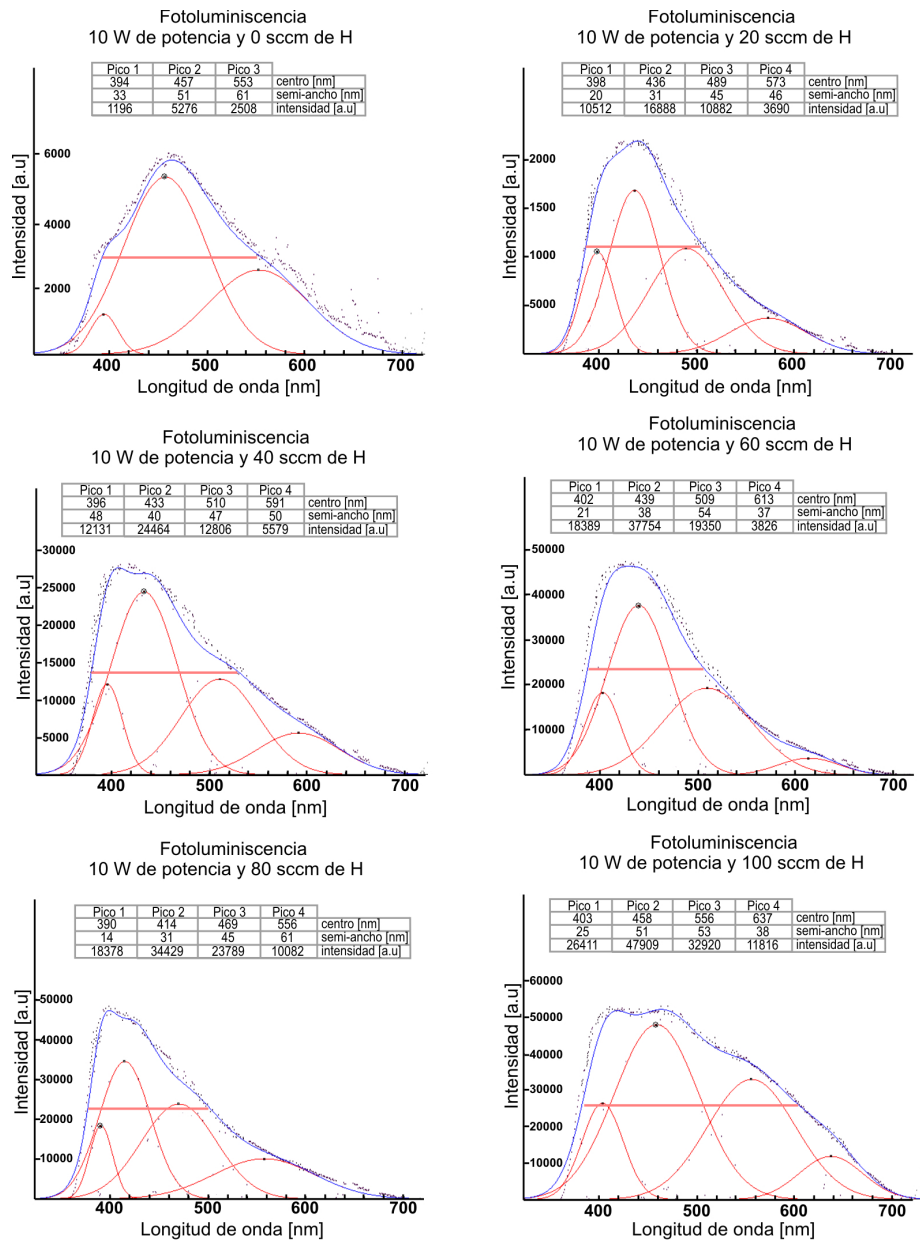 Fotoluminiscencia
10 W de potencia y 0 sccm de H
Pico 1 Pico 2 Pico 3
394 457 553 centro [nm]
33 51 61 semi-ancho [nm]
1196 5276 2508 intensidad [a.u]
Intensidad [a.u]
6000
4000
2000
400 500 600 700
Longitud de onda [nm]
Fotoluminiscencia
10 W de potencia y 20 sccm de H
Pico 1 Pico 2 Pico 3 Pico 4
398 436 489 573 centro [nm]
20 31 45 46 semi-ancho [nm]
10512 16888 10882 3690 intensidad [a.u]
Intensidad [a.u]
2000
1500
1000
5000
400 500 600 700
Longitud de onda [nm]
Fotoluminiscencia
10 W de potencia y 40 sccm de H
Pico 1 Pico 2 Pico 3 Pico 4
396 433 510 591 centro [nm]
48 40 47 50 semi-ancho [nm]
12131 24464 12806 5579 intensidad [a.u]
Intensidad [a.u]
30000
25000
20000
15000
10000
5000
400 500 600 700
Longitud de onda [nm]
Fotoluminiscencia
10 W de potencia y 60 sccm de H
Pico 1 Pico 2 Pico 3 Pico 4
402 439 509 613 centro [nm]
21 38 54 37 semi-ancho [nm]
18389 37754 19350 3826 intensidad [a.u]
Intensidad [a.u]
50000
40000
30000
20000
10000
400 500 600 700
Longitud de onda [nm]
Fotoluminiscencia
10 W de potencia y 80 sccm de H
Pico 1 Pico 2 Pico 3 Pico 4
390 414 469 556 centro [nm]
14 31 45 61 semi-ancho [nm]
18378 34429 23789 10082 intensidad [a.u]
Intensidad [a.u]
50000
40000
30000
20000
10000
400 500 600 700
Longitud de onda [nm]
Fotoluminiscencia
10 W de potencia y 100 sccm de H
Pico 1 Pico 2 Pico 3 Pico 4
403 458 556 637 centro [nm]
25 51 53 38 semi-ancho [nm]
26411 47909 32920 11816 intensidad [a.u]
Intensidad [a.u]
60000
50000
40000
30000
20000
10000
400 500 600 700
Longitud de onda [nm]